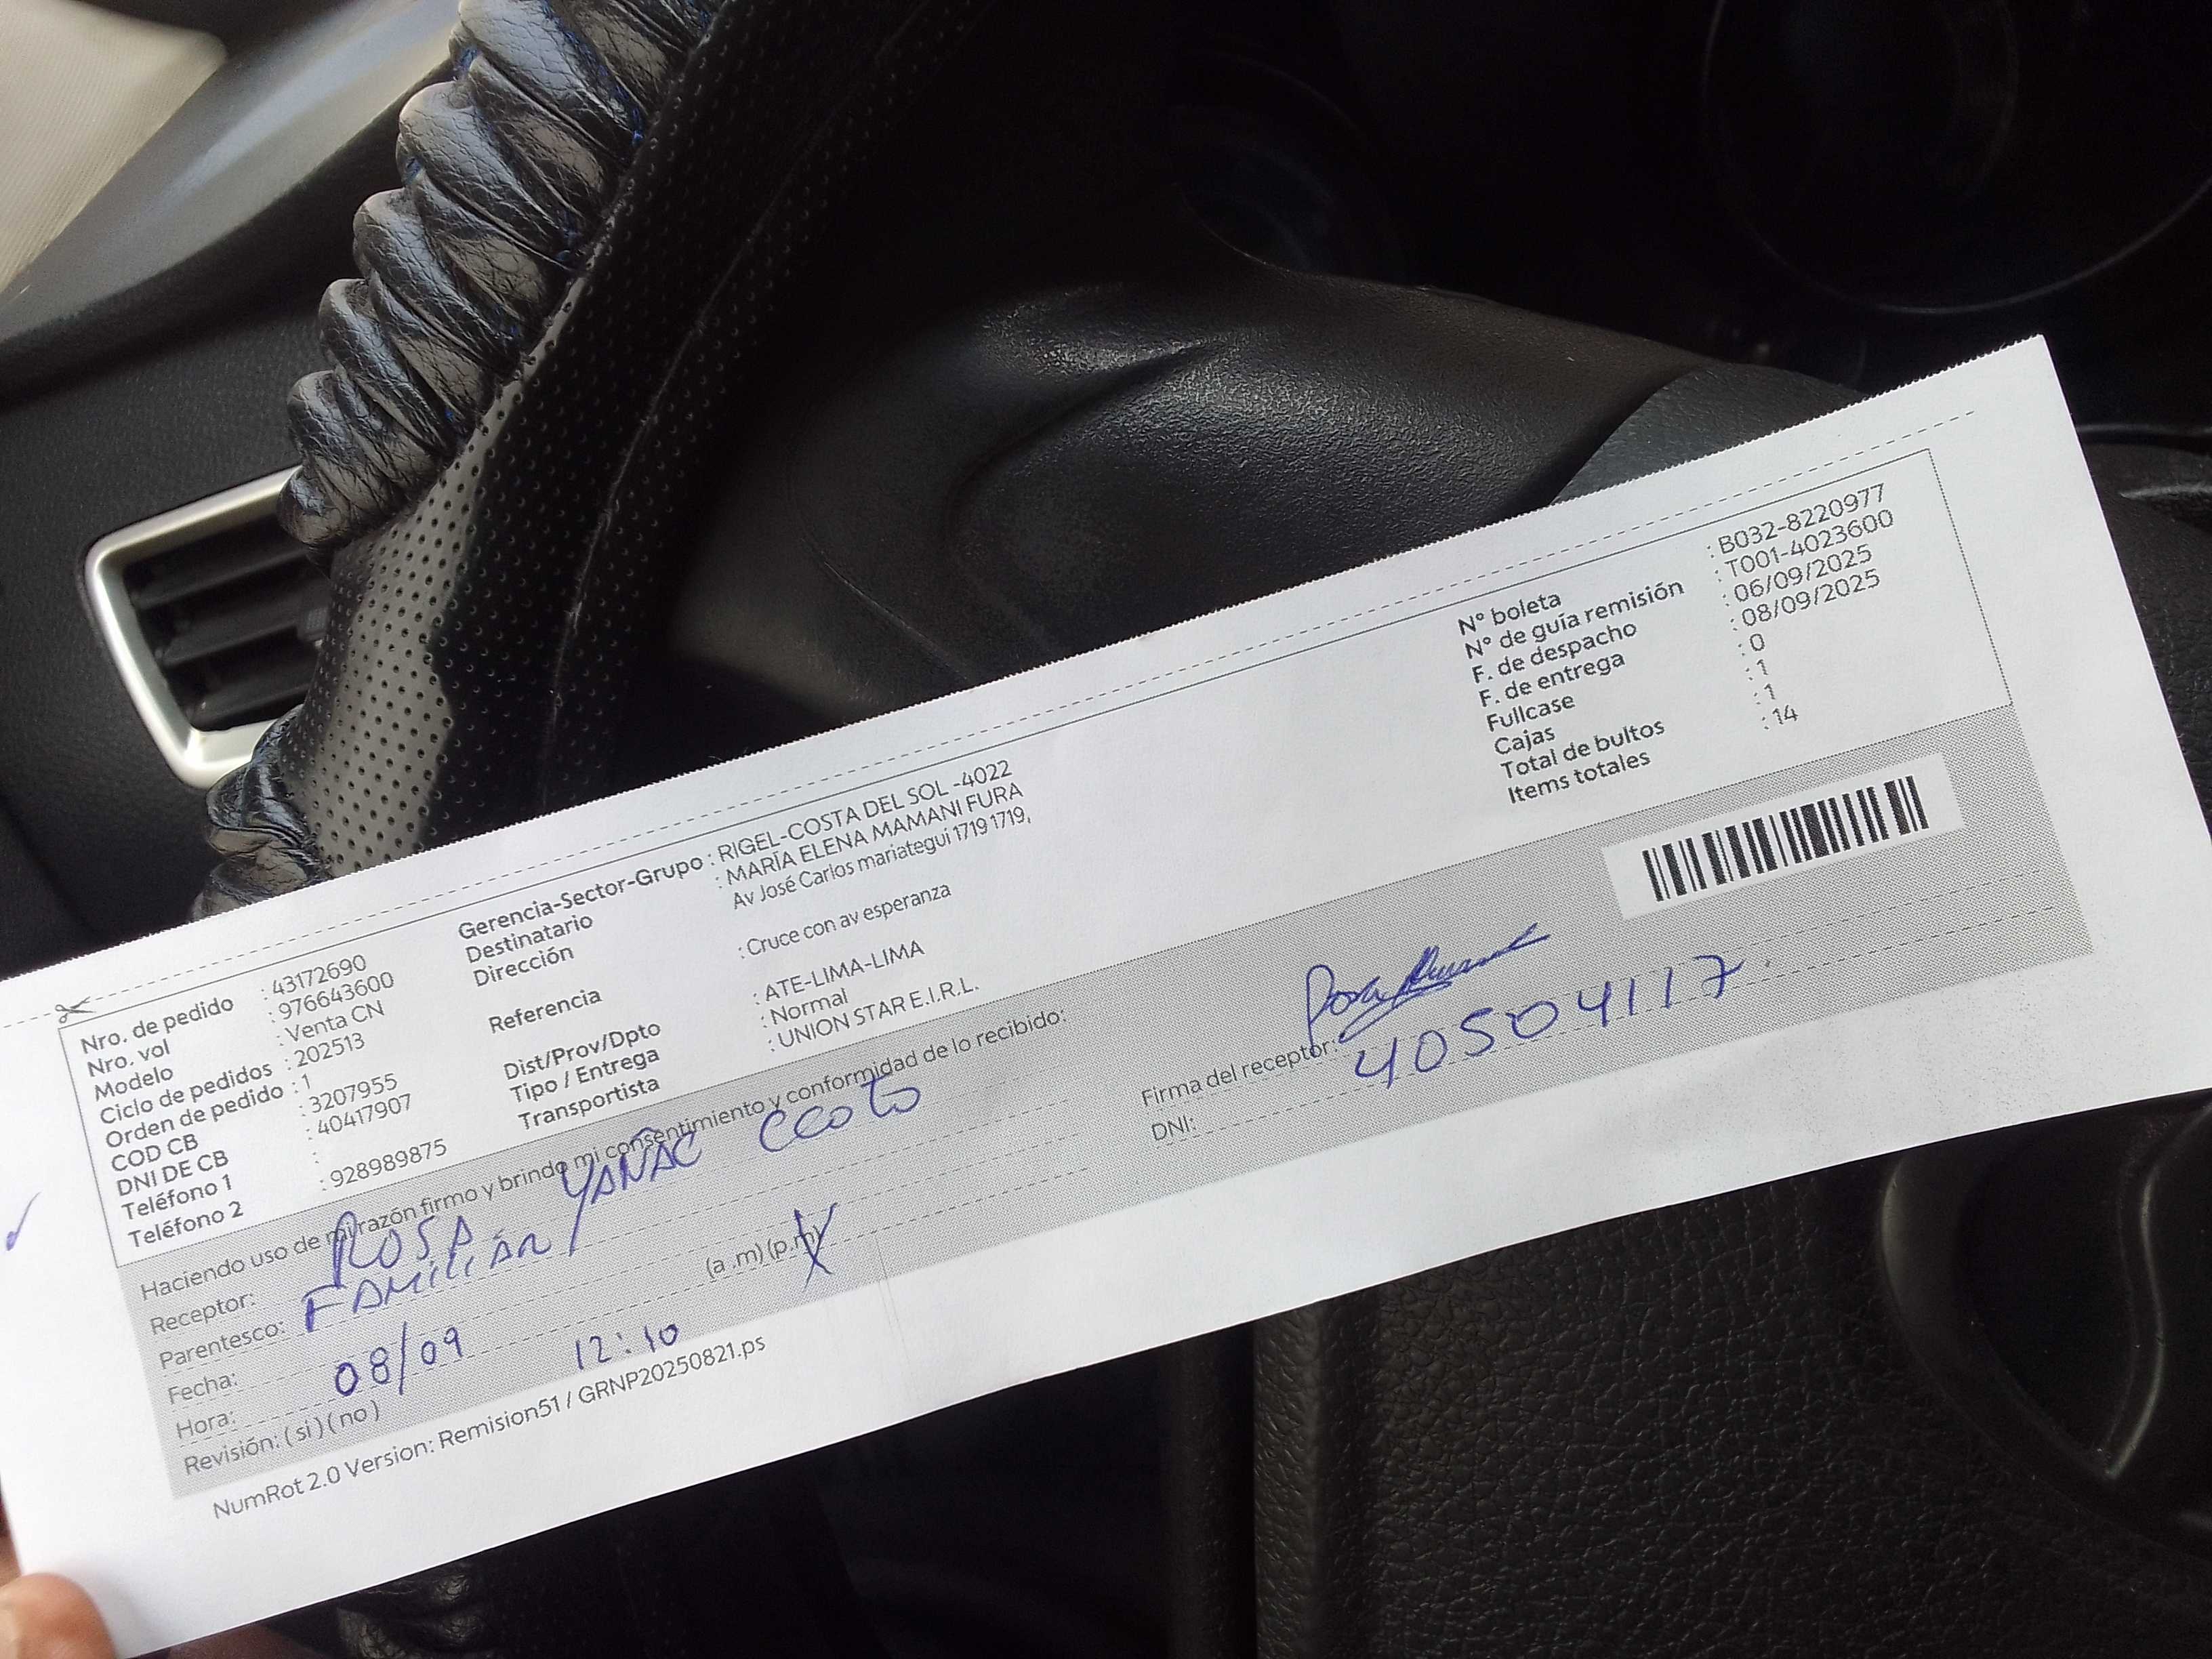 Nro. de pedido : 43172690
Nro. vol : 976643600
Modelo : Venta CN
Ciclo de pedidos : 202513
Orden de pedido : 1
COD CB : 3207955
DNI DE CB : 40417907
Teléfono 1 :
Teléfono 2 : 928989875
Gerencia-Sector-Grupo : RIGEL-COSTA DEL SOL -4022
Destinatario : MARÍA ELENA MAMANI FURA
Dirección Av José Carlos mariategui 1719 1719,
Referencia : Cruce con av esperanza
Dist/Prov/Dpto : ATE-LIMA-LIMA
Tipo / Entrega : Normal
Transportista : UNION STAR E.I.R.L.
N° boleta : B032-8220977
N° de guía remisión : T001-4023600
F. de despacho : 06/09/2025
F. de entrega : 08/09/2025
Fullcase : 0
Cajas : 1
Total de bultos : 1
Items totales : 14
Haciendo uso de mi razón firmo y brindo mi consentimiento y conformidad de lo recibido:
Receptor: ROSA YAÑAC CCOTO
Parentesco: FAMILIAR
Fecha: 08/09
Hora: 12:10 (a .m) (p.m)
Revisión: ( si ) ( no )
Firma del receptor: Rosa
DNI: 40504117
NumRot 2.0 Version: Remision51 / GRNP20250821.ps